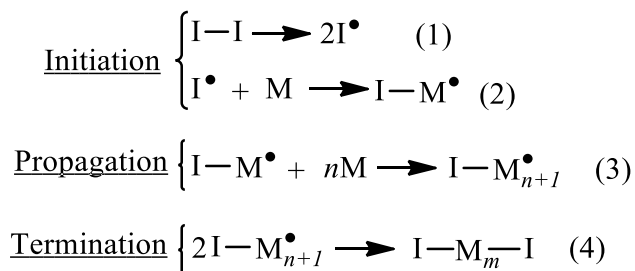 Initiation
I—I ⟶ 2I• (1)
I• + M ⟶ I—M• (2)
Propagation { I—M• + nM ⟶ I—M•n+1 (3)
Termination { 2I—M•n+1 ⟶ I—Mm—I (4)